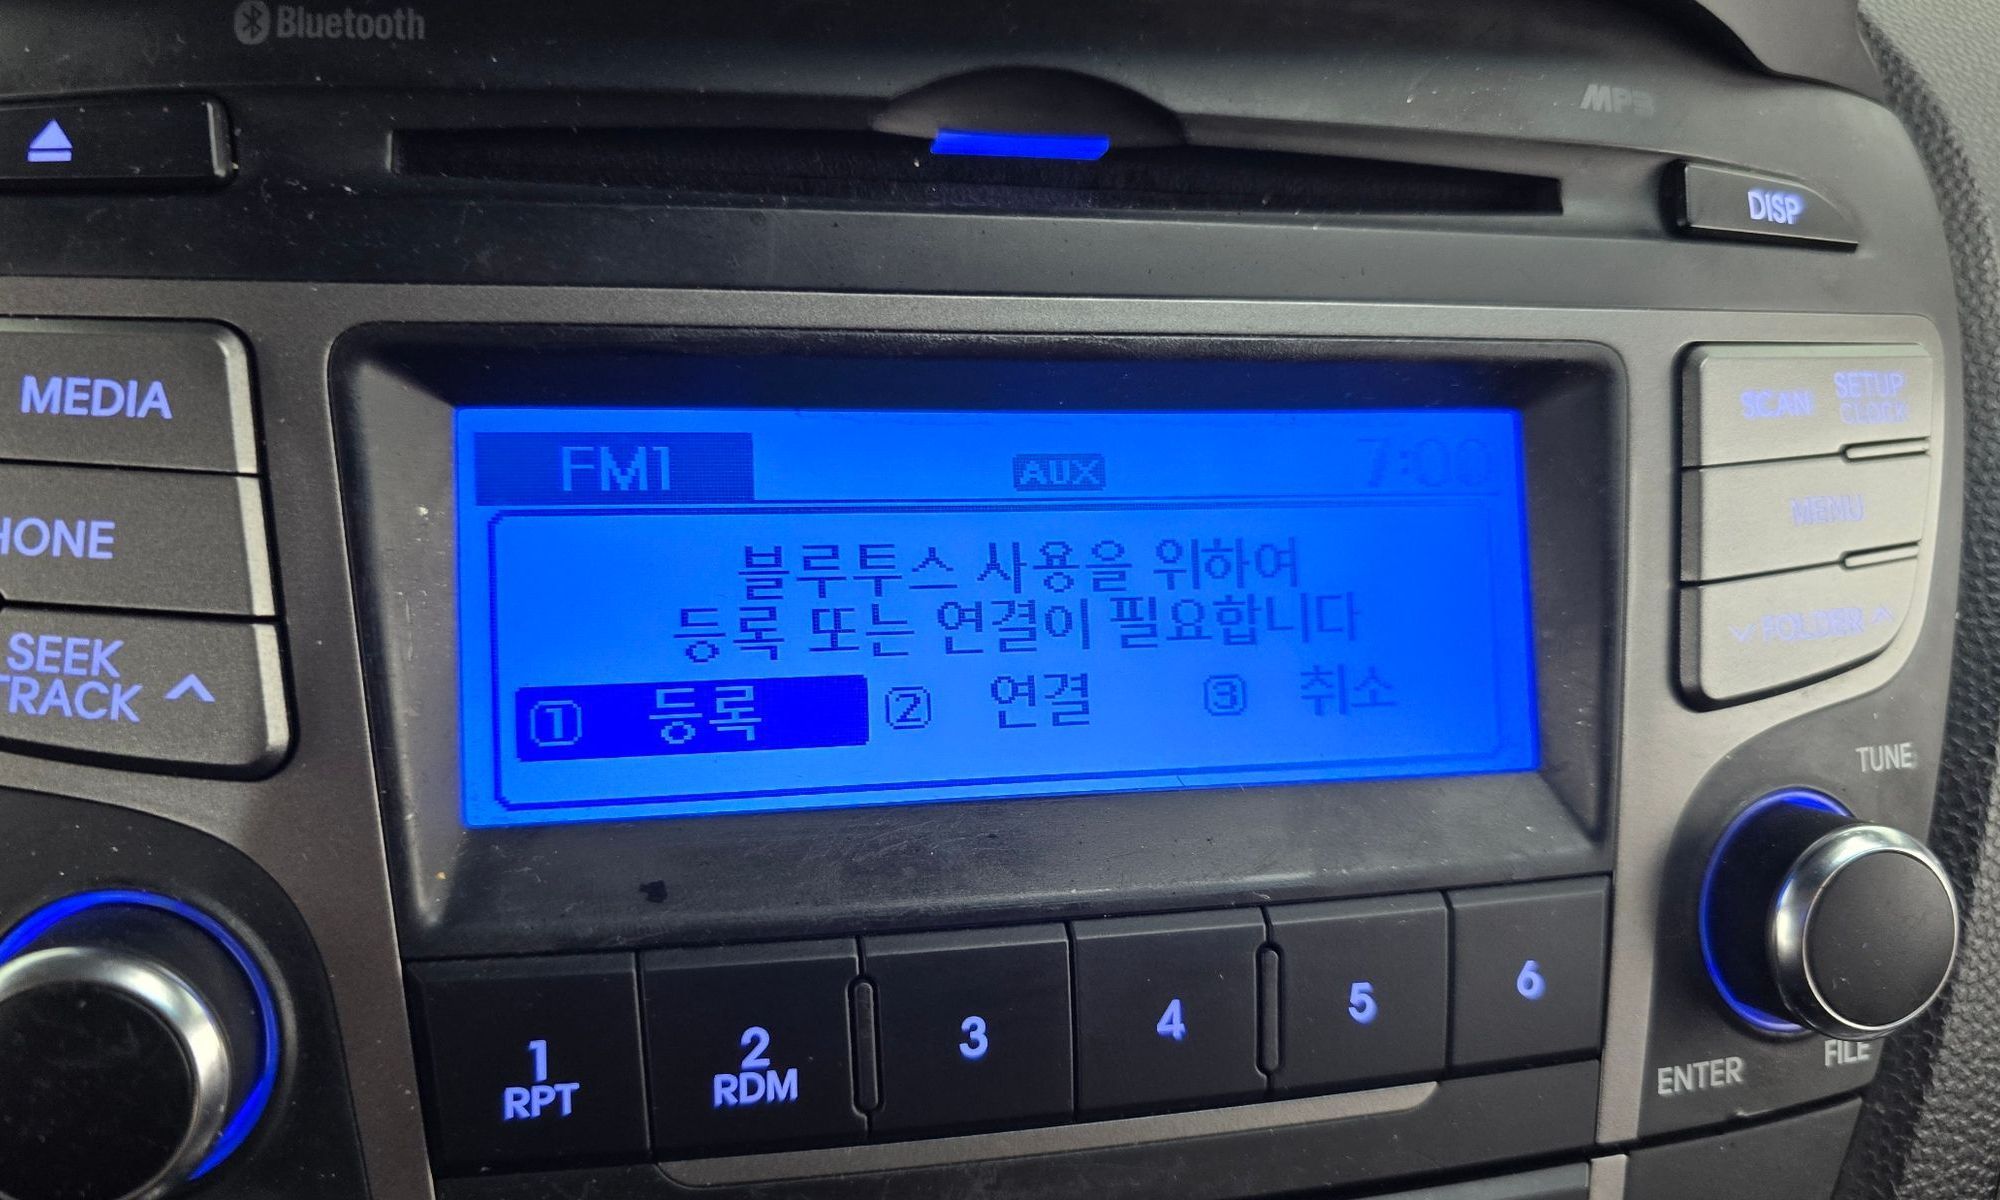 Bluetooth
MP3
DISP
MEDIA
SCAN
SETUP
CLOCK
FM1
AUX
HONE
MENU
블루투스 사용을 위하여
등록 또는 연결이 필요합니다
SEEK
TRACK
FOLDER
① 등록 ② 연결 ③ 취소
TUNE
1
RPT
2
RDM
3
4
5
6
ENTER
FILE